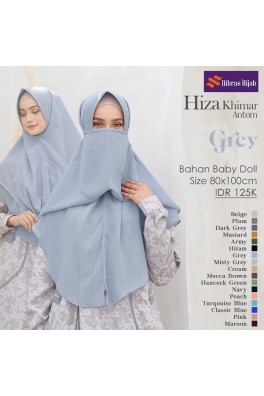 Nibras Hijab
Hiza Khimar
Antem
Grey
Bahan Baby Doll
Size 80x100cm
IDR 125K
Beige
Plum
Dark Grey
Mustard
Army
Hitam
Grey
Misty Grey
Cream
Mocca Brown
Hancock Green
Navy
Peach
Turquoise Blue
Classic Blue
Pink
Maroon